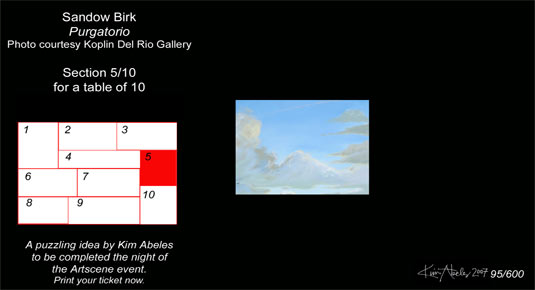 Sandow Birk
Purgatorio
Photo courtesy Koplin Del Rio Gallery
Section 5/10
for a table of 10
1
2
3
4
5
6
7
8
9
10
A puzzling idea by Kim Abeles
to be completed the night of
the Artscene event.
Print your ticket now.
Kim Abeles 2007 95/600